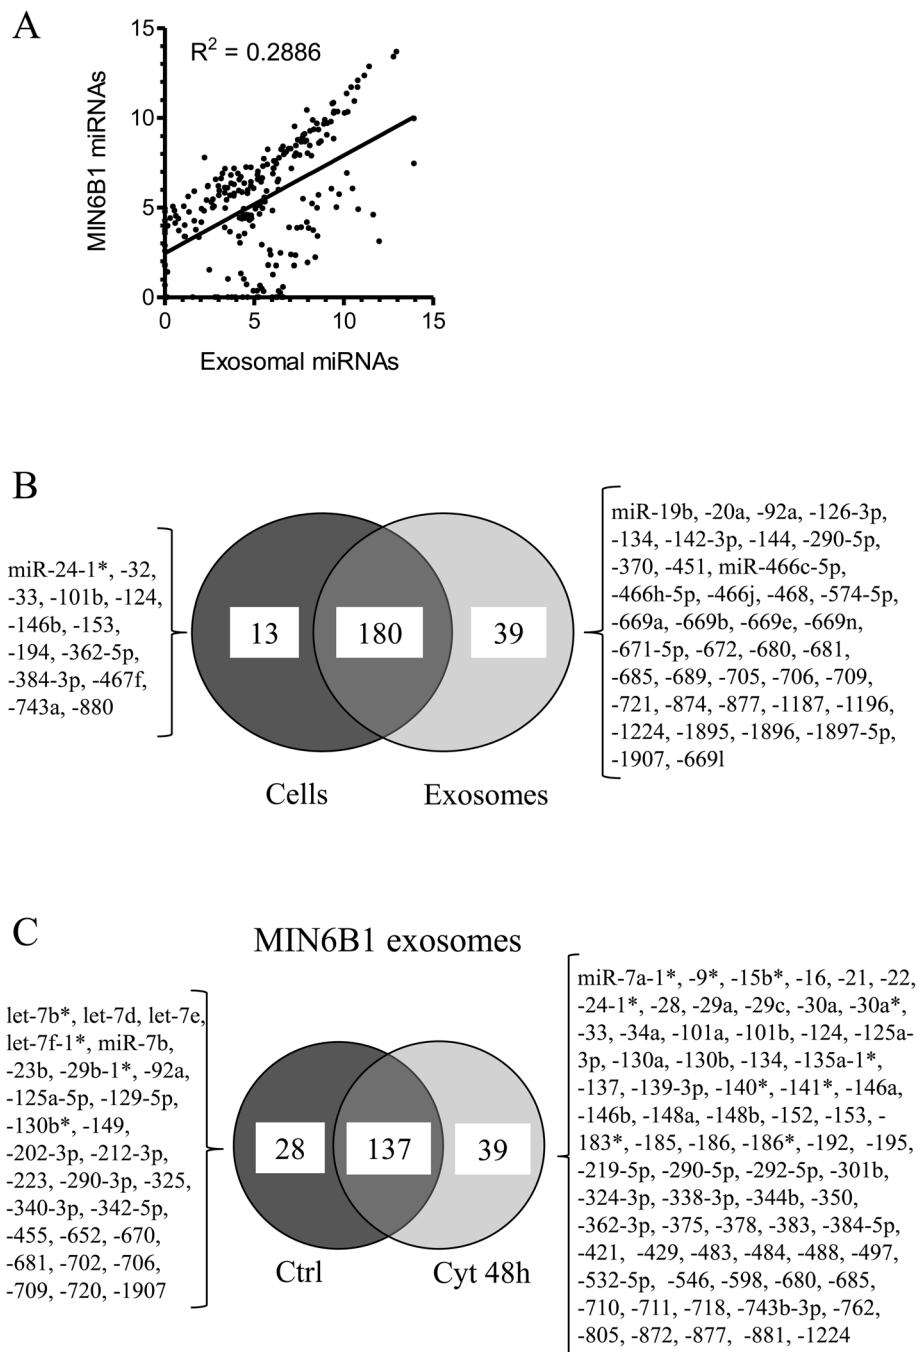 A
R² = 0.2886
15
10
5
0
MIN6B1 miRNAs
0 5 10 15
Exosomal miRNAs
B
miR-24-1*, -32,
-33, -101b, -124,
-146b, -153,
-194, -362-5p,
-384-3p, -467f,
-743a, -880
13 180 39
Cells Exosomes
miR-19b, -20a, -92a, -126-3p,
-134, -142-3p, -144, -290-5p,
-370, -451, miR-466c-5p,
-466h-5p, -466j, -468, -574-5p,
-669a, -669b, -669e, -669n,
-671-5p, -672, -680, -681,
-685, -689, -705, -706, -709,
-721, -874, -877, -1187, -1196,
-1224, -1895, -1896, -1897-5p,
-1907, -669l
C
MIN6B1 exosomes
let-7b*, let-7d, let-7e,
let-7f-1*, miR-7b,
-23b, -29b-1*, -92a,
-125a-5p, -129-5p,
-130b*, -149,
-202-3p, -212-3p,
-223, -290-3p, -325,
-340-3p, -342-5p,
-455, -652, -670,
-681, -702, -706,
-709, -720, -1907
28 137 39
Ctrl Cyt 48h
miR-7a-1*, -9*, -15b*, -16, -21, -22,
-24-1*, -28, -29a, -29c, -30a, -30a*,
-33, -34a, -101a, -101b, -124, -125a-
3p, -130a, -130b, -134, -135a-1*,
-137, -139-3p, -140*, -141*, -146a,
-146b, -148a, -148b, -152, -153, -
183*, -185, -186, -186*, -192, -195,
-219-5p, -290-5p, -292-5p, -301b,
-324-3p, -338-3p, -344b, -350,
-362-3p, -375, -378, -383, -384-5p,
-421, -429, -483, -484, -488, -497,
-532-5p, -546, -598, -680, -685,
-710, -711, -718, -743b-3p, -762,
-805, -872, -877, -881, -1224